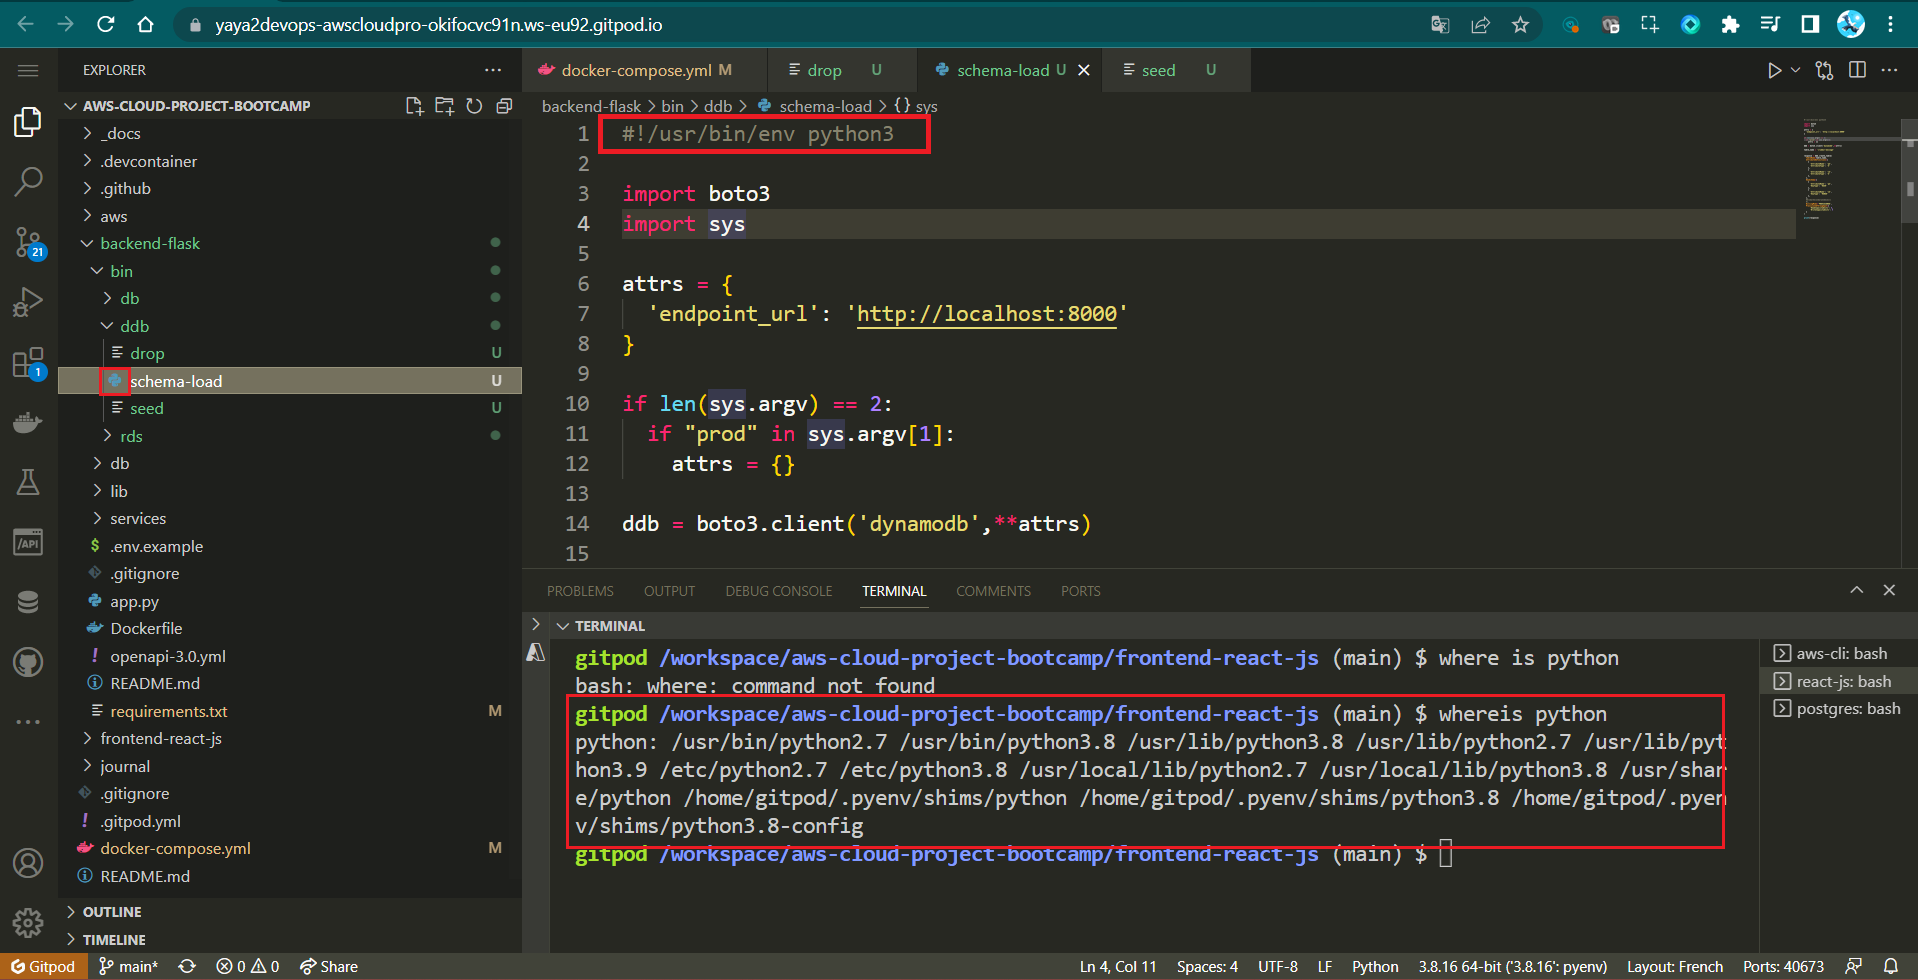 yaya2devops-awscloudpro-okifocvc91n.ws-eu92.gitpod.io
EXPLORER
AWS-CLOUD-PROJECT-BOOTCAMP
_docs
.devcontainer
.github
aws
backend-flask
bin
db
ddb
drop U
schema-load U
seed U
rds
db
lib
services
$ .env.example
.gitignore
app.py
Dockerfile
! openapi-3.0.yml
README.md
requirements.txt M
frontend-react-js
journal
.gitignore
! .gitpod.yml
docker-compose.yml M
README.md
OUTLINE
TIMELINE
21
1
/API
docker-compose.yml M drop U schema-load U seed U
backend-flask > bin > ddb > schema-load > {} sys
1 #!/usr/bin/env python3
2
3 import boto3
4 import sys
5
6 attrs = {
7 'endpoint_url': 'http://localhost:8000'
8 }
9
10 if len(sys.argv) == 2:
11 if "prod" in sys.argv[1]:
12 attrs = {}
13
14 ddb = boto3.client('dynamodb',**attrs)
15
PROBLEMS OUTPUT DEBUG CONSOLE TERMINAL COMMENTS PORTS
TERMINAL
gitpod /workspace/aws-cloud-project-bootcamp/frontend-react-js (main) $ where is python
bash: where: command not found
gitpod /workspace/aws-cloud-project-bootcamp/frontend-react-js (main) $ whereis python
python: /usr/bin/python2.7 /usr/bin/python3.8 /usr/lib/python3.8 /usr/lib/python2.7 /usr/lib/pyt
hon3.9 /etc/python2.7 /etc/python3.8 /usr/local/lib/python2.7 /usr/local/lib/python3.8 /usr/shar
e/python /home/gitpod/.pyenv/shims/python /home/gitpod/.pyenv/shims/python3.8 /home/gitpod/.pyen
v/shims/python3.8-config
gitpod /workspace/aws-cloud-project-bootcamp/frontend-react-js (main) $
aws-cli: bash
react-js: bash
postgres: bash
Gitpod main* 0 0 Share Ln 4, Col 11 Spaces: 4 UTF-8 LF Python 3.8.16 64-bit ('3.8.16': pyenv) Layout: French Ports: 40673